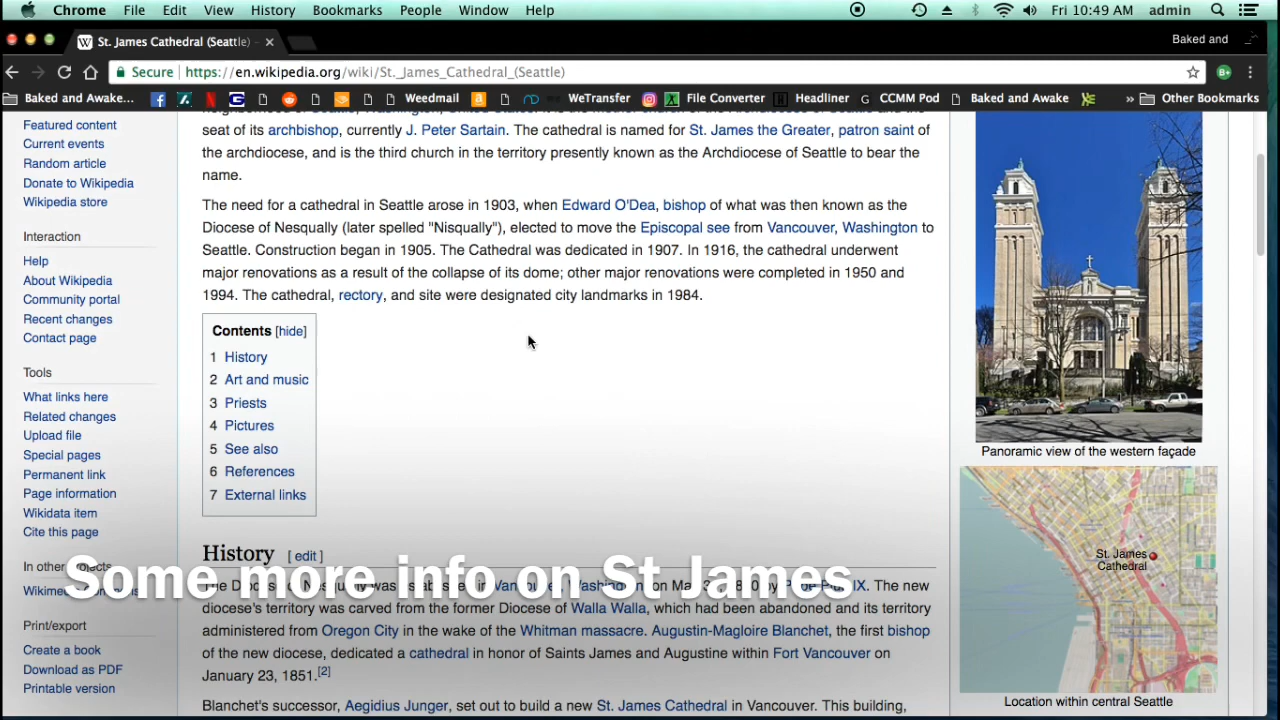 Chrome File Edit View History Bookmarks People Window Help Fri 10:49 AM admin
St. James Cathedral (Seattle) - Baked and
Secure https://en.wikipedia.org/wiki/St._James_Cathedral_(Seattle)
Baked and Awake... Weedmail WeTransfer File Converter Headliner CCMM Pod Baked and Awake » Other Bookmarks
Featured content
Current events
Random article
Donate to Wikipedia
Wikipedia store
Interaction
Help
About Wikipedia
Community portal
Recent changes
Contact page
Tools
What links here
Related changes
Upload file
Special pages
Permanent link
Page information
Wikidata item
Cite this page
In other projects
Print/export
Create a book
Download as PDF
Printable version
seat of its archbishop, currently J. Peter Sartain. The cathedral is named for St. James the Greater, patron saint of
the archdiocese, and is the third church in the territory presently known as the Archdiocese of Seattle to bear the
name.
The need for a cathedral in Seattle arose in 1903, when Edward O'Dea, bishop of what was then known as the
Diocese of Nesqually (later spelled "Nisqually"), elected to move the Episcopal see from Vancouver, Washington to
Seattle. Construction began in 1905. The Cathedral was dedicated in 1907. In 1916, the cathedral underwent
major renovations as a result of the collapse of its dome; other major renovations were completed in 1950 and
1994. The cathedral, rectory, and site were designated city landmarks in 1984.
Contents [hide]
1 History
2 Art and music
3 Priests
4 Pictures
5 See also
6 References
7 External links
History [ edit ]
Some more info on St James
The Diocese was in on by The new
diocese's territory was carved from the former Diocese of Walla Walla, which had been abandoned and its territory
administered from Oregon City in the wake of the Whitman massacre. Augustin-Magloire Blanchet, the first bishop
of the new diocese, dedicated a cathedral in honor of Saints James and Augustine within Fort Vancouver on
January 23, 1851.[2]
Blanchet's successor, Aegidius Junger, set out to build a new St. James Cathedral in Vancouver. This building,
Panoramic view of the western façade
St. James
Cathedral
Location within central Seattle